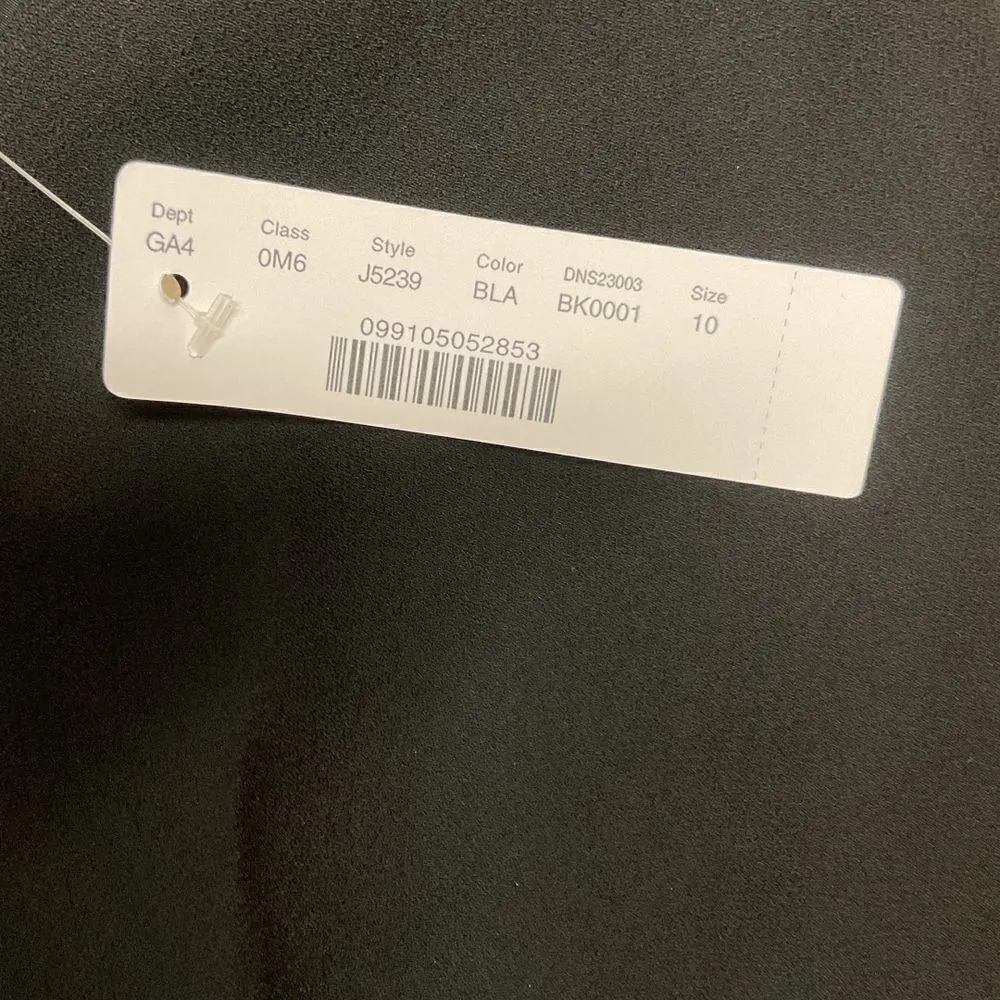 Dept Class Style Color DNS23003 Size
GA4 0M6 J5239 BLA BK0001 10
099105052853